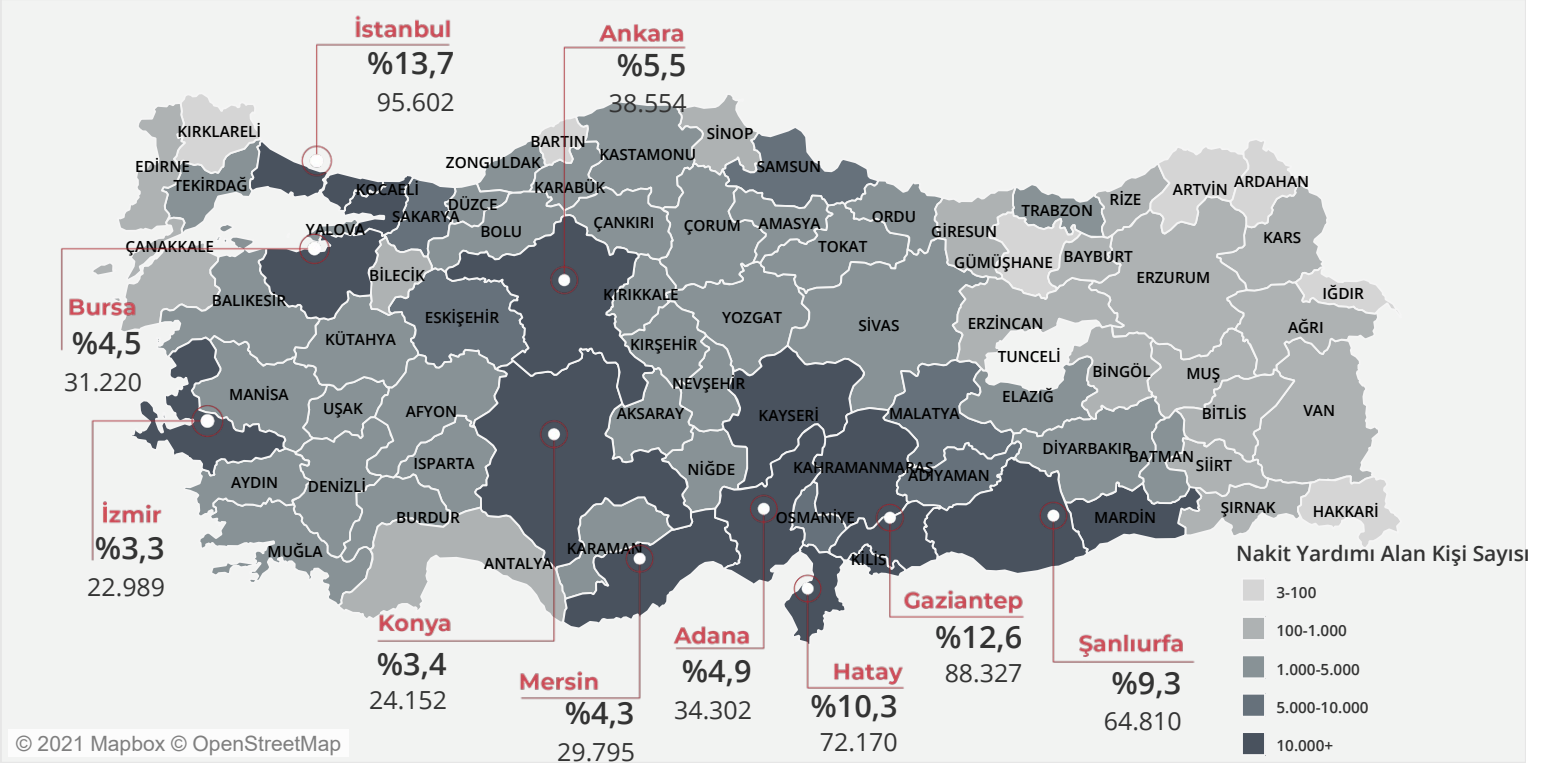 İstanbul
%13,7
95.602
Ankara
%5,5
38.554
KIRKLARELİ
EDİRNE
TEKİRDAĞ
KOCAELİ
SAKARYA
YALOVA
ÇANAKKALE
BARTIN
ZONGULDAK
KASTAMONU
SİNOP
KARABÜK
DÜZCE
BOLU
ÇANKIRI
SAMSUN
ÇORUM
AMASYA
ORDU
TOKAT
GİRESUN
TRABZON
RİZE
ARTVİN
ARDAHAN
GÜMÜŞHANE
BAYBURT
KARS
ERZURUM
IĞDIR
AĞRI
BİLECİK
BALIKESİR
KÜTAHYA
ESKİŞEHİR
KIRIKKALE
KIRŞEHİR
YOZGAT
SİVAS
ERZİNCAN
TUNCELİ
BİNGÖL
MUŞ
Bursa
%4,5
31.220
MANİSA
UŞAK
AFYON
NEVŞEHİR
AKSARAY
KAYSERİ
MALATYA
ELAZIĞ
BİTLİS
VAN
DİYARBAKIR
BATMAN
SİİRT
AYDIN
DENİZLİ
ISPARTA
NİĞDE
KAHRAMANMARAŞ
ADIYAMAN
BURDUR
OSMANİYE
MARDİN
ŞIRNAK
HAKKARİ
MUĞLA
ANTALYA
KARAMAN
KİLİS
İzmir
%3,3
22.989
Konya
%3,4
24.152
Mersin
%4,3
29.795
Adana
%4,9
34.302
Hatay
%10,3
72.170
Gaziantep
%12,6
88.327
Şanlıurfa
%9,3
64.810
Nakit Yardımı Alan Kişi Sayısı
3-100
100-1.000
1.000-5.000
5.000-10.000
10.000+
© 2021 Mapbox © OpenStreetMap